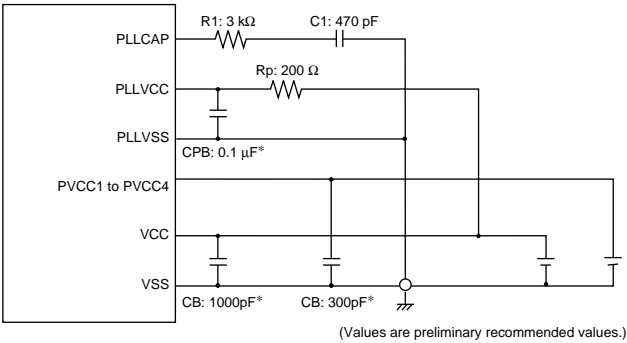 R1: 3 kΩ
C1: 470 pF
PLLCAP
Rp: 200 Ω
PLLVCC
PLLVSS
CPB: 0.1 μF*
PVCC1 to PVCC4
VCC
VSS
CB: 1000pF*
CB: 300pF*
(Values are preliminary recommended values.)